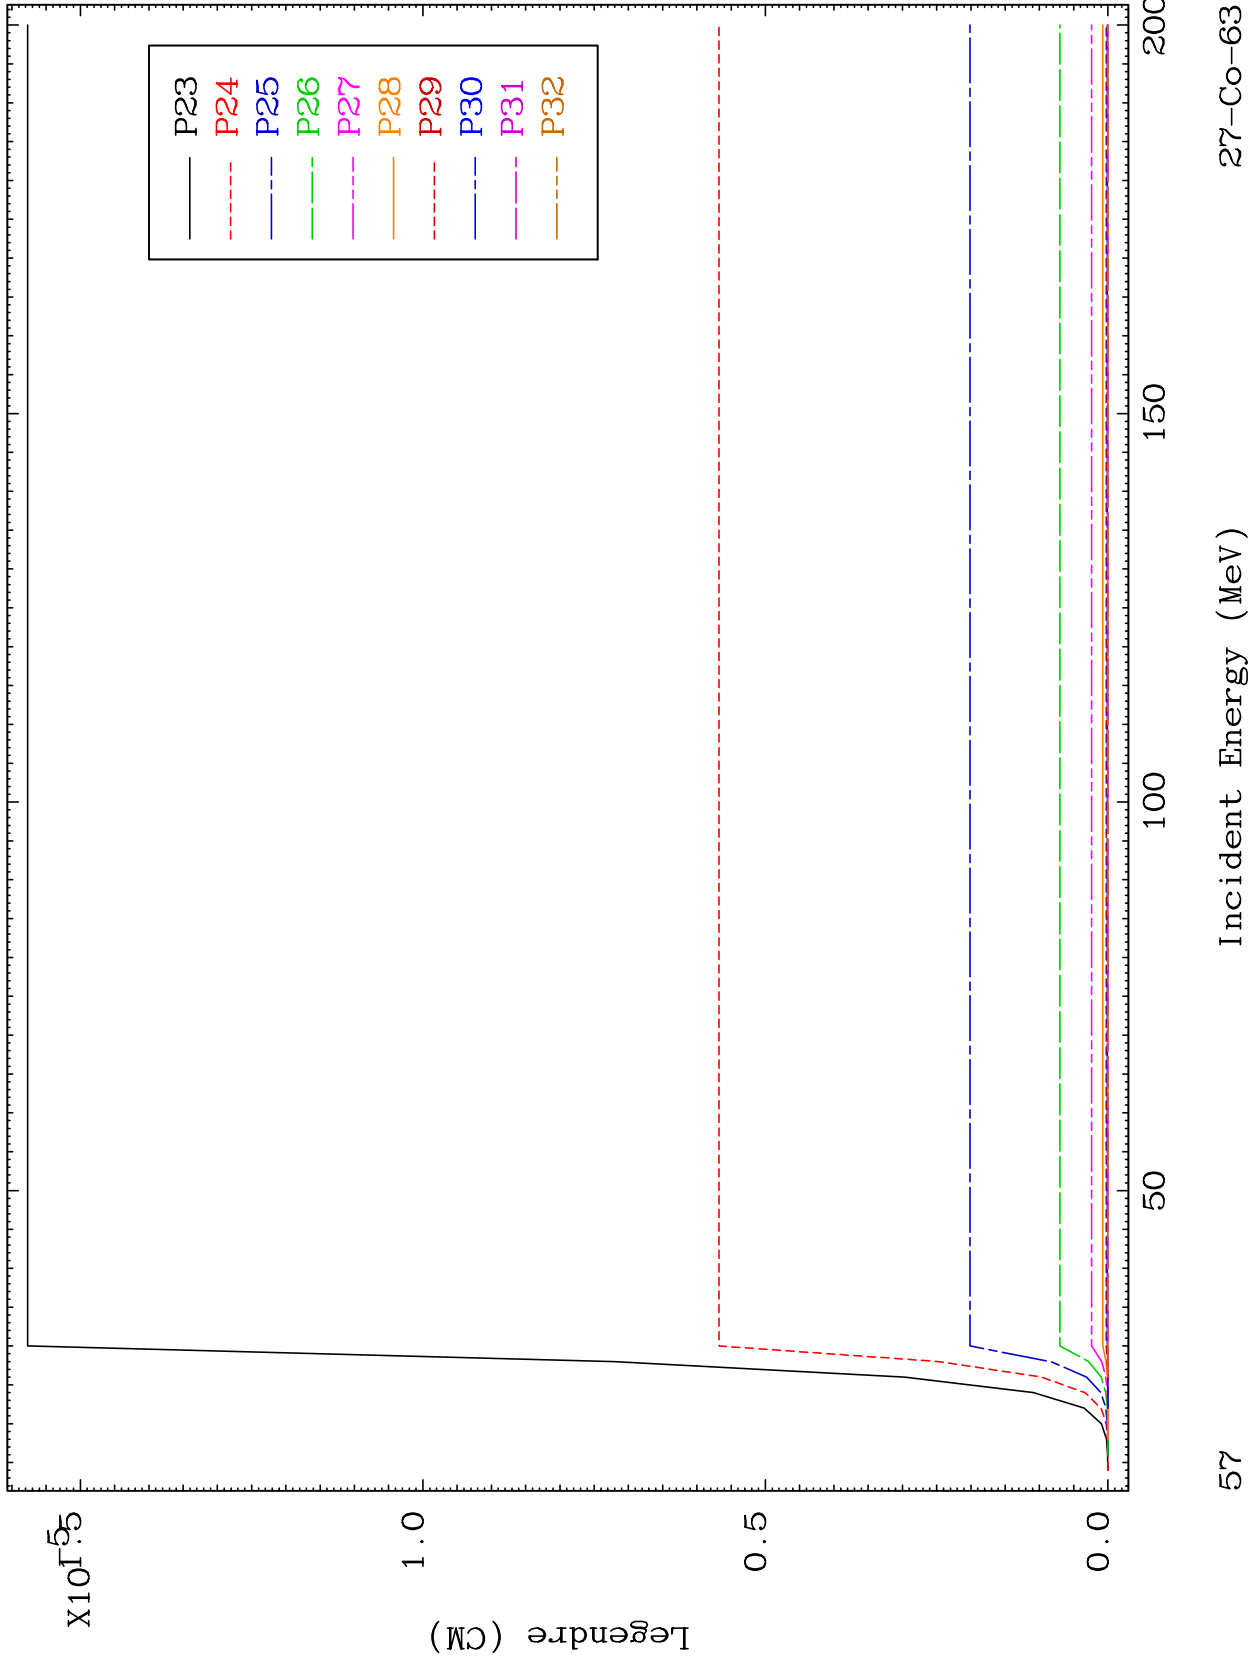 X10⁻⁵
1.5
1.0
0.5
0.0
Legendre (CM)
P23
P24
P25
P26
P27
P28
P29
P30
P31
P32
50
100
150
200
Incident Energy (MeV)
57
27-Co-63